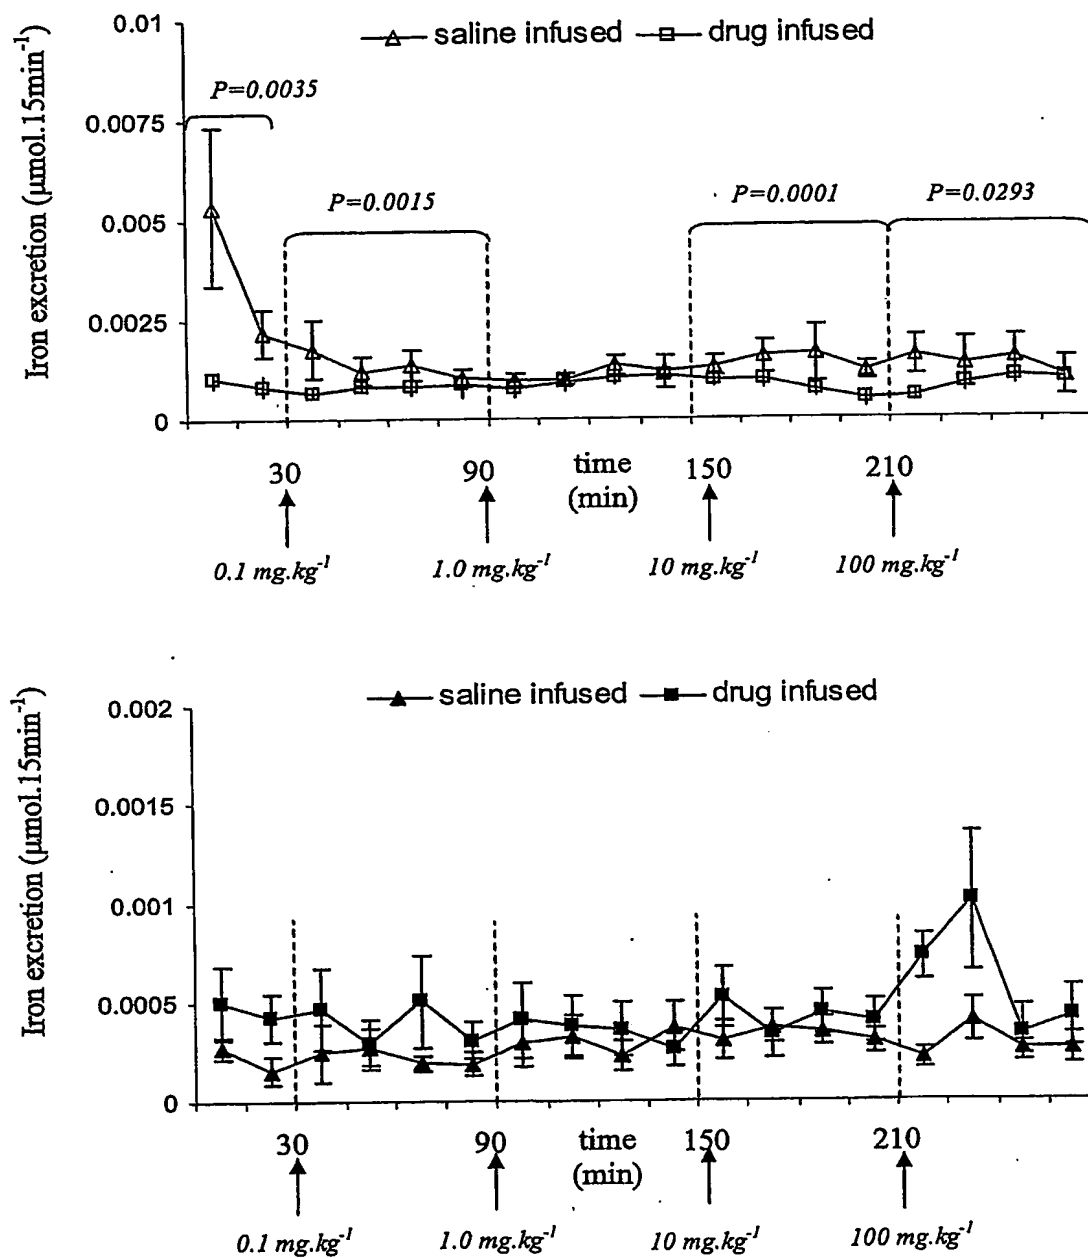 saline infused drug infused
Iron excretion (μmol.15min⁻¹)
0.01
0.0075
0.005
0.0025
0
P=0.0035
P=0.0015
P=0.0001
P=0.0293
30 90 time 150 210
(min)
0.1 mg.kg⁻¹ 1.0 mg.kg⁻¹ 10 mg.kg⁻¹ 100 mg.kg⁻¹
saline infused drug infused
Iron excretion (μmol.15min⁻¹)
0.002
0.0015
0.001
0.0005
0
30 90 time 150 210
(min)
0.1 mg.kg⁻¹ 1.0 mg.kg⁻¹ 10 mg.kg⁻¹ 100 mg.kg⁻¹